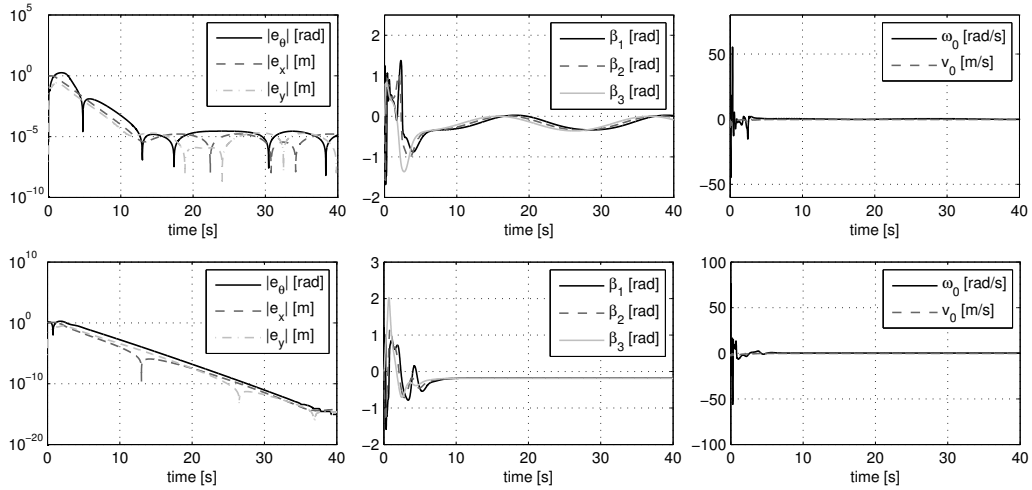 10^5
10^0
10^−5
10^−10
0 10 20 30 40
time [s]
|e_θ| [rad]
|e_x| [m]
|e_y| [m]
2
1
0
−1
−2
0 10 20 30 40
time [s]
β_1 [rad]
β_2 [rad]
β_3 [rad]
50
0
−50
0 10 20 30 40
time [s]
ω_0 [rad/s]
v_0 [m/s]
10^10
10^0
10^−10
10^−20
0 10 20 30 40
time [s]
|e_θ| [rad]
|e_x| [m]
|e_y| [m]
3
2
1
0
−1
−2
0 10 20 30 40
time [s]
β_1 [rad]
β_2 [rad]
β_3 [rad]
100
50
0
−50
−100
0 10 20 30 40
time [s]
ω_0 [rad/s]
v_0 [m/s]